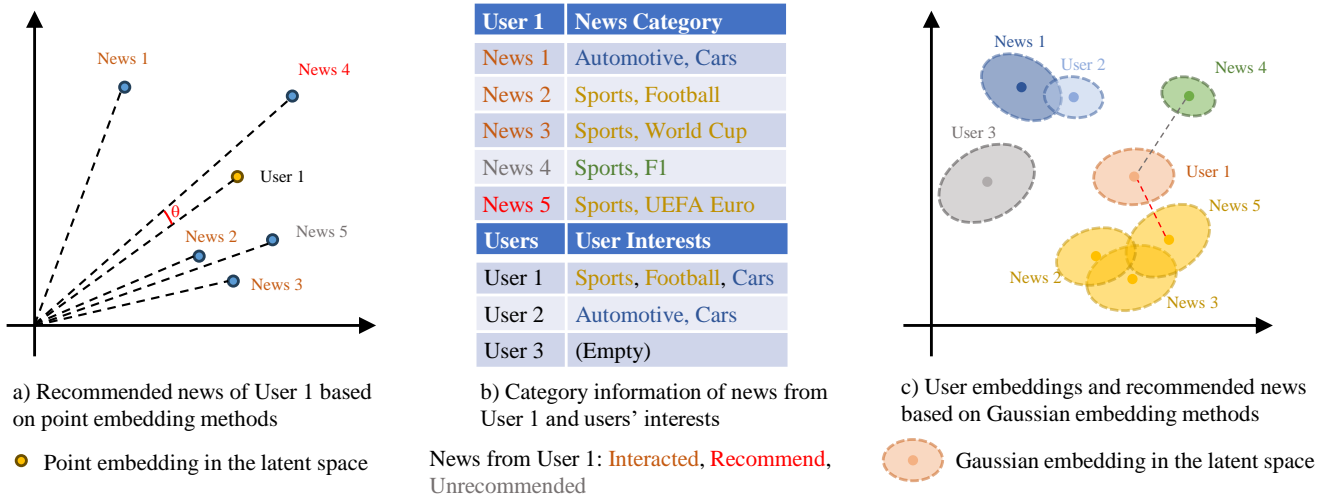 News 1
News 4
User 1
θ
News 2
News 5
News 3
a) Recommended news of User 1 based
on point embedding methods
Point embedding in the latent space
User 1 News Category
News 1 Automotive, Cars
News 2 Sports, Football
News 3 Sports, World Cup
News 4 Sports, F1
News 5 Sports, UEFA Euro
Users User Interests
User 1 Sports, Football, Cars
User 2 Automotive, Cars
User 3 (Empty)
b) Category information of news from
User 1 and users’ interests
News from User 1: Interacted, Recommend,
Unrecommended
News 1
User 2
News 4
User 3
User 1
News 5
News 2
News 3
c) User embeddings and recommended news
based on Gaussian embedding methods
Gaussian embedding in the latent space